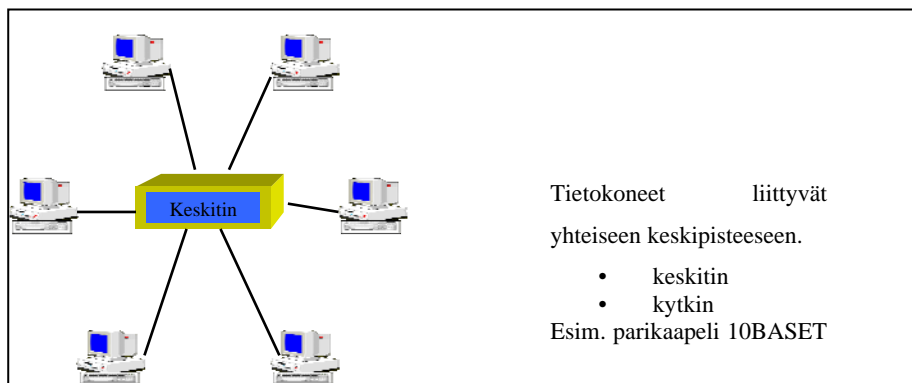 Keskitin
Tietokoneet liittyvät
yhteiseen keskipisteeseen.
• keskitin
• kytkin
Esim. parikaapeli 10BASET